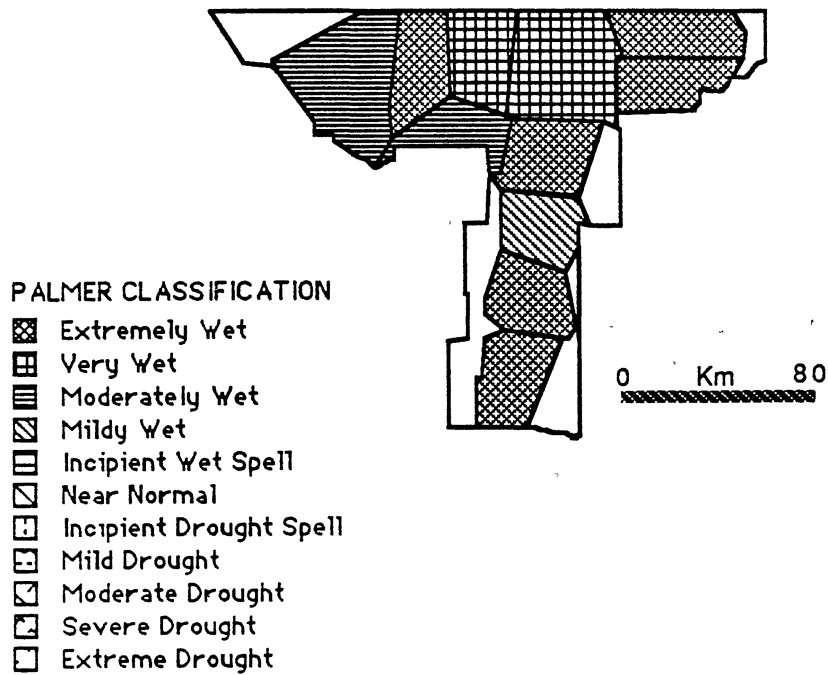 PALMER CLASSIFICATION
Extremely Wet
Very Wet
Moderately Wet
Mildy Wet
Incipient Wet Spell
Near Normal
Incipient Drought Spell
Mild Drought
Moderate Drought
Severe Drought
Extreme Drought
0 Km 80